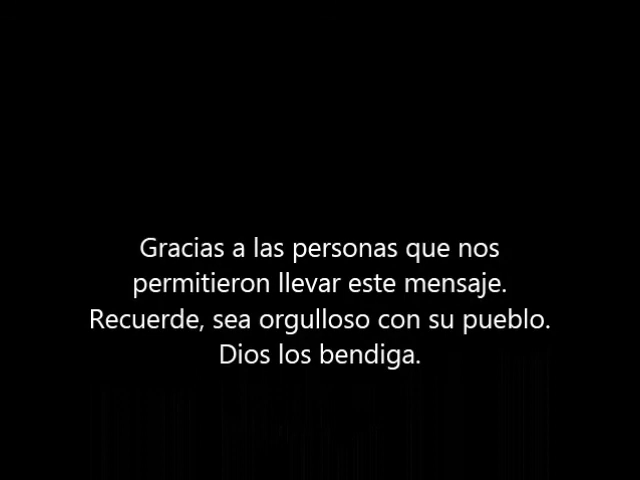 Gracias a las personas que nos
permitieron llevar este mensaje.
Recuerde, sea orgulloso con su pueblo.
Dios los bendiga.